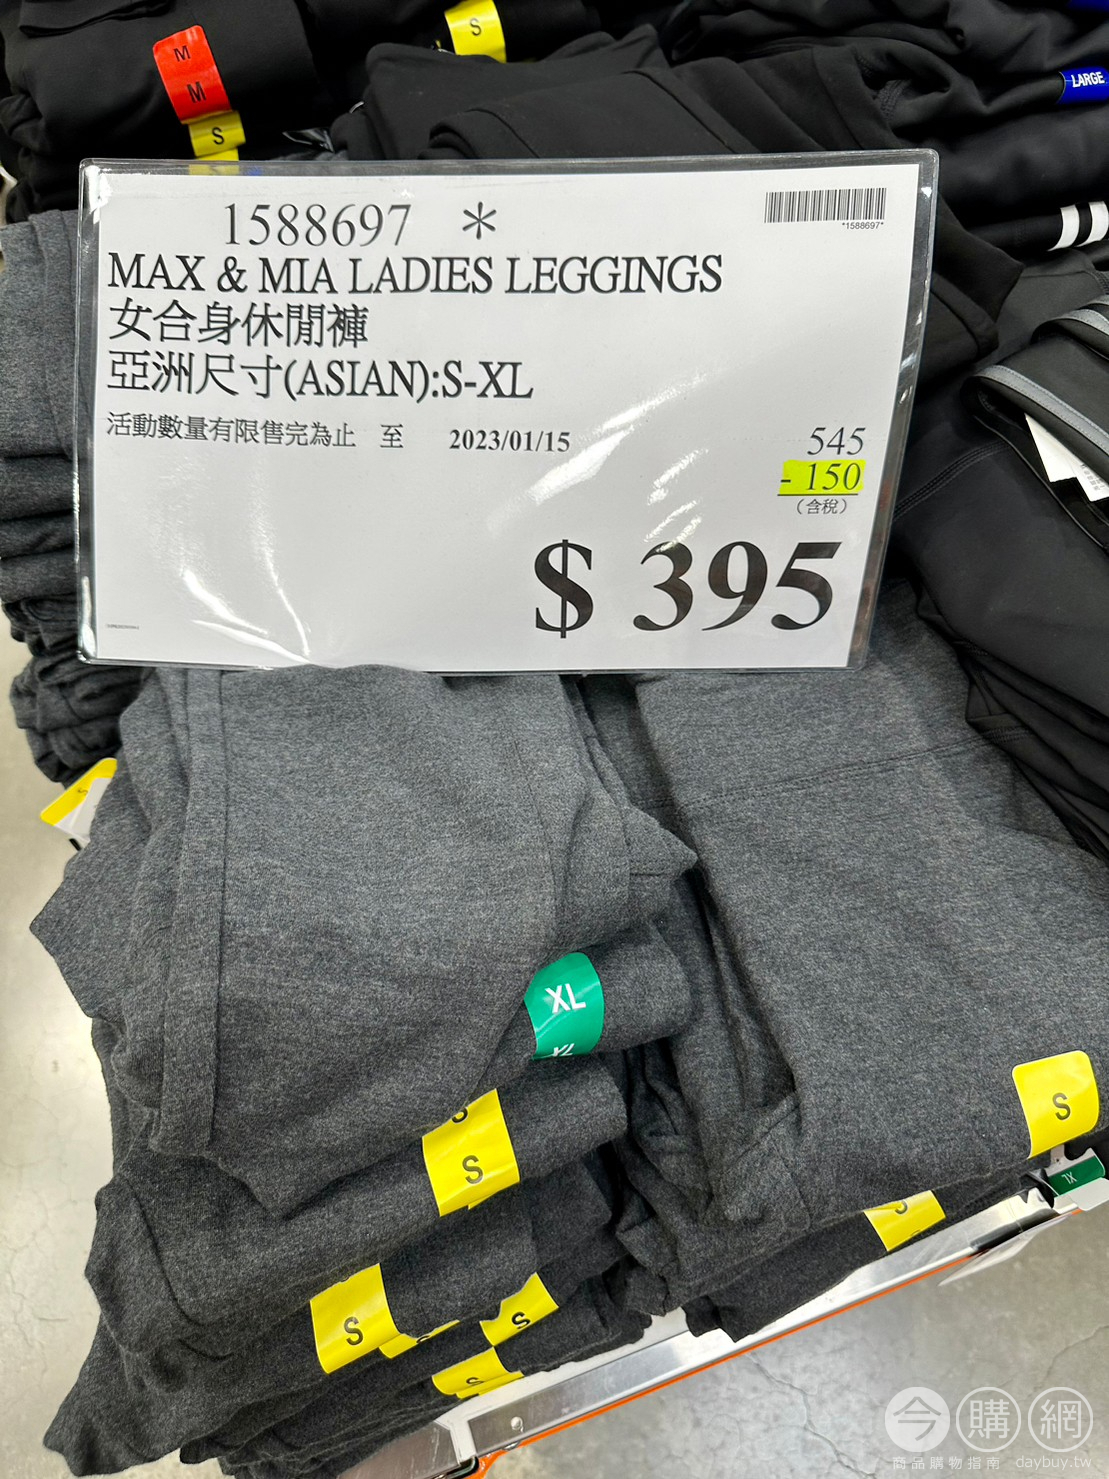 M
M
S
S
LARGE
1588697 *
*1588697*
MAX & MIA LADIES LEGGINGS
女合身休閒褲
亞洲尺寸(ASIAN):S-XL
活動數量有限售完為止 至 2023/01/15
545
- 150
(含稅)
$ 395
XL
XL
S
S
S
XL
S
S
S
S
今購網
商品購物指南 daybuy.tw